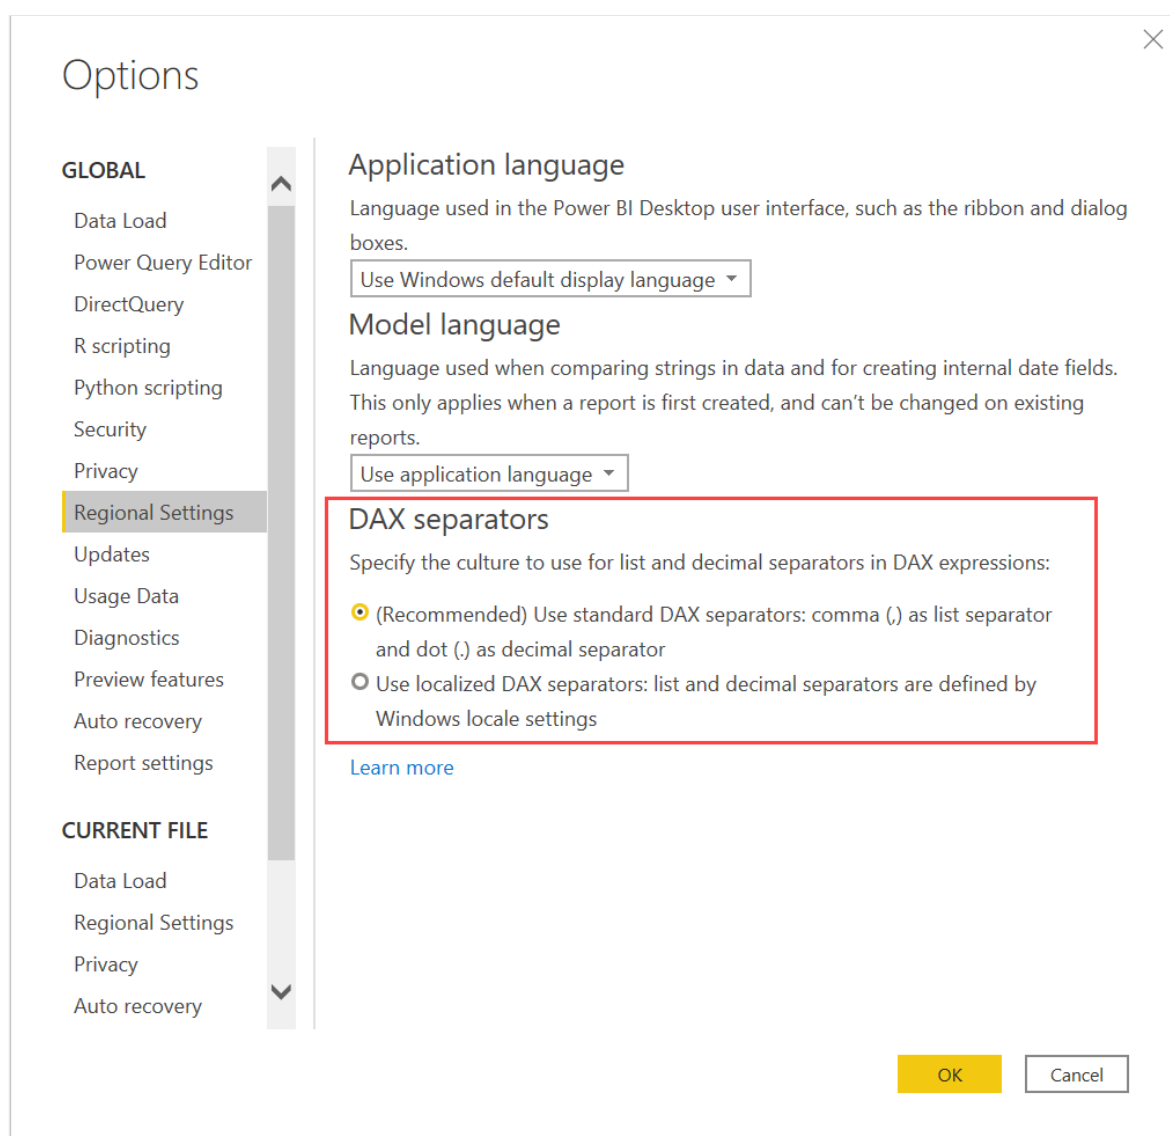 Options
GLOBAL
Data Load
Power Query Editor
DirectQuery
R scripting
Python scripting
Security
Privacy
Regional Settings
Updates
Usage Data
Diagnostics
Preview features
Auto recovery
Report settings
CURRENT FILE
Data Load
Regional Settings
Privacy
Auto recovery
Application language
Language used in the Power BI Desktop user interface, such as the ribbon and dialog
boxes.
Use Windows default display language
Model language
Language used when comparing strings in data and for creating internal date fields.
This only applies when a report is first created, and can’t be changed on existing
reports.
Use application language
DAX separators
Specify the culture to use for list and decimal separators in DAX expressions:
(Recommended) Use standard DAX separators: comma (,) as list separator
and dot (.) as decimal separator
Use localized DAX separators: list and decimal separators are defined by
Windows locale settings
Learn more
OK
Cancel